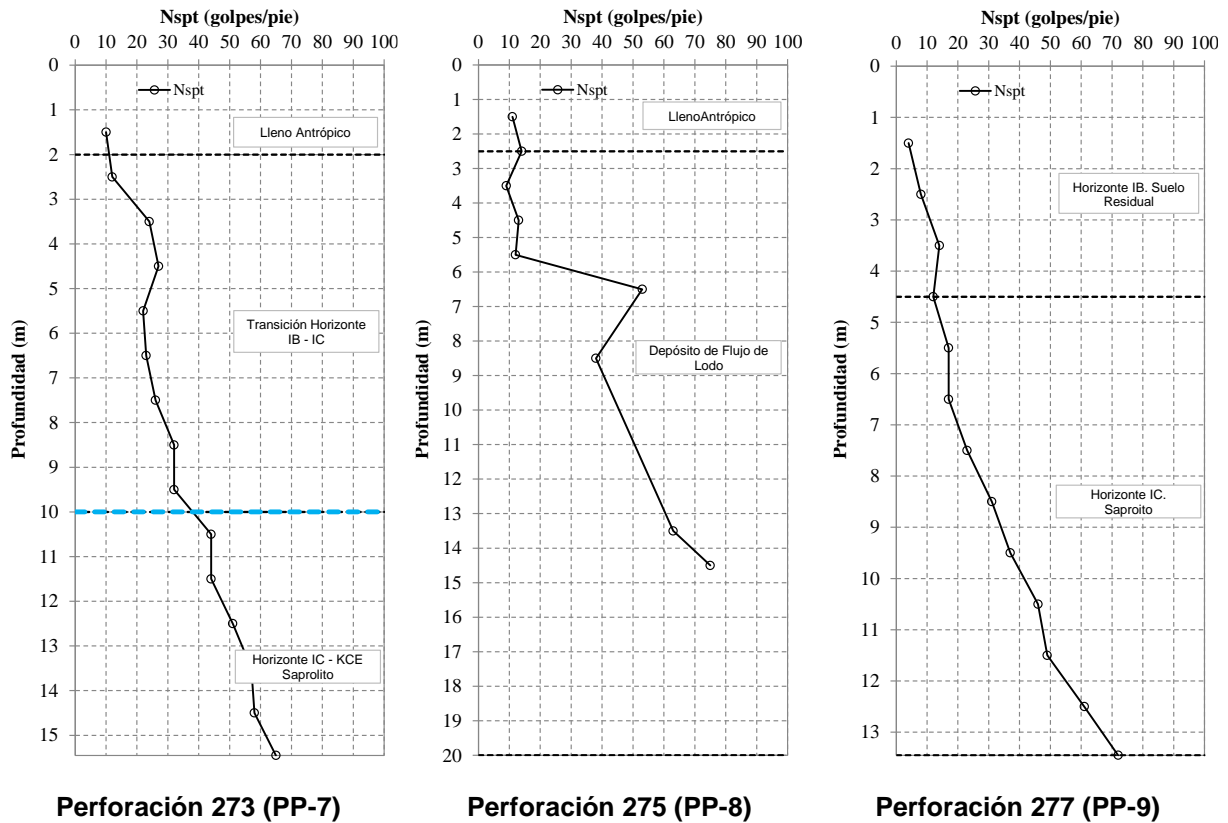 Nspt (golpes/pie)
0 10 20 30 40 50 60 70 80 90 100
0
1
2
3
4
5
6
7
8
9
10
11
12
13
14
15
Profundidad (m)
Nspt
Lleno Antrópico
Transición Horizonte
IB - IC
Horizonte IC - KCE
Saprolito
Perforación 273 (PP-7)
Nspt (golpes/pie)
0 10 20 30 40 50 60 70 80 90 100
0
1
2
3
4
5
6
7
8
9
10
11
12
13
14
15
16
17
18
19
20
Profundidad (m)
Nspt
LlenoAntrópico
Depósito de Flujo de
Lodo
Perforación 275 (PP-8)
Nspt (golpes/pie)
0 10 20 30 40 50 60 70 80 90 100
0
1
2
3
4
5
6
7
8
9
10
11
12
13
Profundidad (m)
Nspt
Horizonte IB. Suelo
Residual
Horizonte IC.
Saproito
Perforación 277 (PP-9)